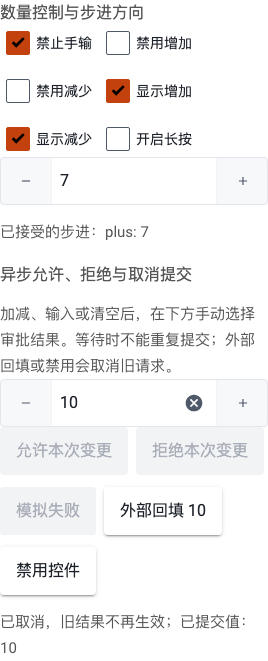 数量控制与步进方向
禁止手输 禁用增加
禁用减少 显示增加
显示减少 开启长按
− 7 +
已接受的步进：plus: 7
异步允许、拒绝与取消提交
加减、输入或清空后，在下方手动选择
审批结果。等待时不能重复提交；外部
回填或禁用会取消旧请求。
− 10 +
允许本次变更 拒绝本次变更
模拟失败 外部回填 10
禁用控件
已取消，旧结果不再生效；已提交值：
10